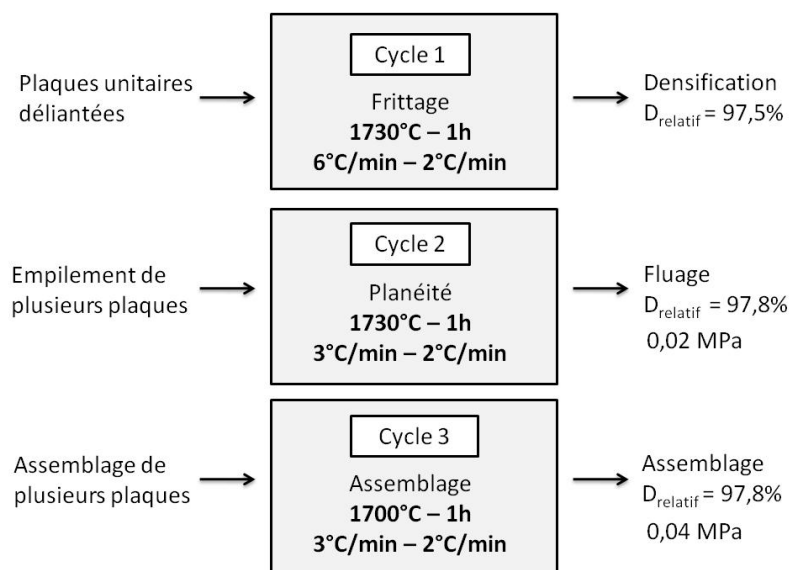 Plaques unitaires
déliantées
Cycle 1
Frittage
1730°C – 1h
6°C/min – 2°C/min
Densification
Drelatif = 97,5%
Empilement de
plusieurs plaques
Cycle 2
Planéité
1730°C – 1h
3°C/min – 2°C/min
Fluage
Drelatif = 97,8%
0,02 MPa
Assemblage de
plusieurs plaques
Cycle 3
Assemblage
1700°C – 1h
3°C/min – 2°C/min
Assemblage
Drelatif = 97,8%
0,04 MPa